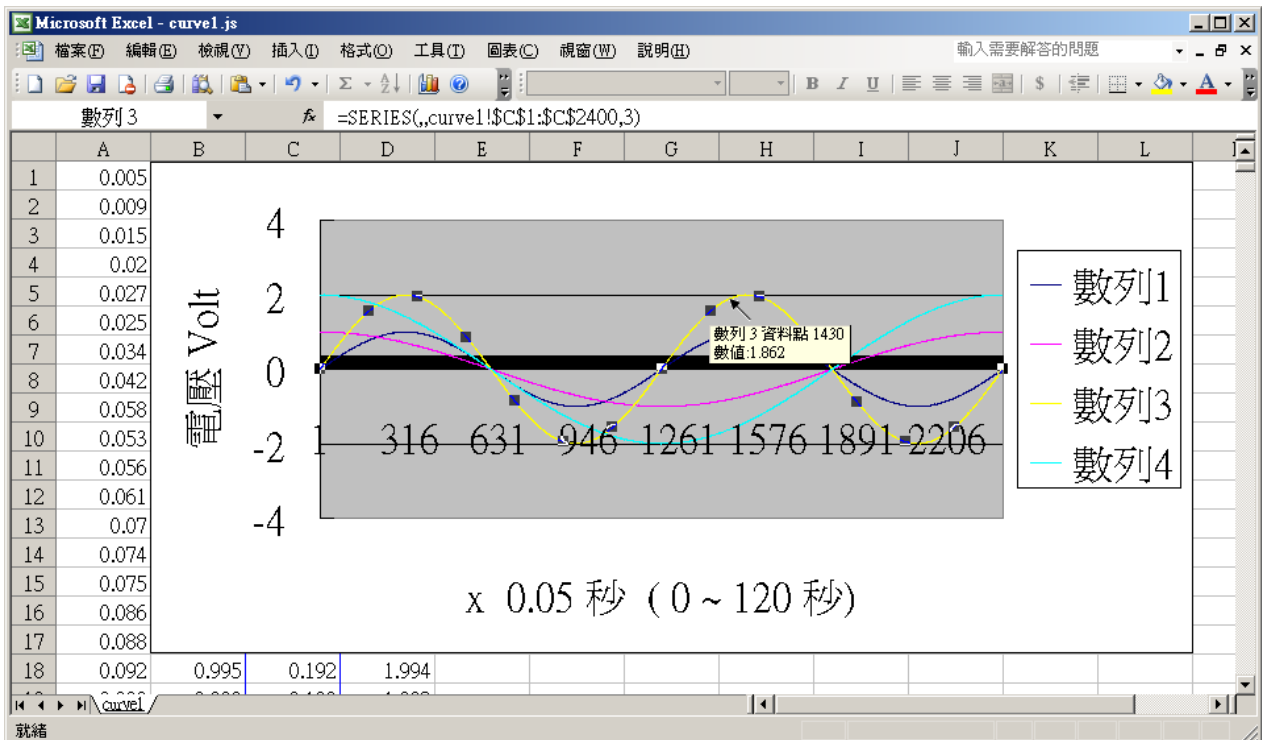 Microsoft Excel - curve1.js
檔案(F) 編輯(E) 檢視(V) 插入(I) 格式(O) 工具(T) 圖表(C) 視窗(W) 說明(H) 輸入需要解答的問題
Σ B I U $ A
數列 3 fx =SERIES(,,curve1!$C$1:$C$2400,3)
A B C D E F G H I J K L
1 0.005
2 0.009
3 0.015
4 0.02
5 0.027
6 0.025
7 0.034
8 0.042
9 0.058
10 0.053
11 0.056
12 0.061
13 0.07
14 0.074
15 0.075
16 0.086
17 0.088
18 0.092 0.995 0.192 1.994
電壓 Volt
4
2
0
-2
-4
1 316 631 946 1261 1576 1891 2206
數列 3 資料點 1430
數值:1.862
數列1
數列2
數列3
數列4
x 0.05 秒 ( 0 ~ 120 秒)
curve1
就緒